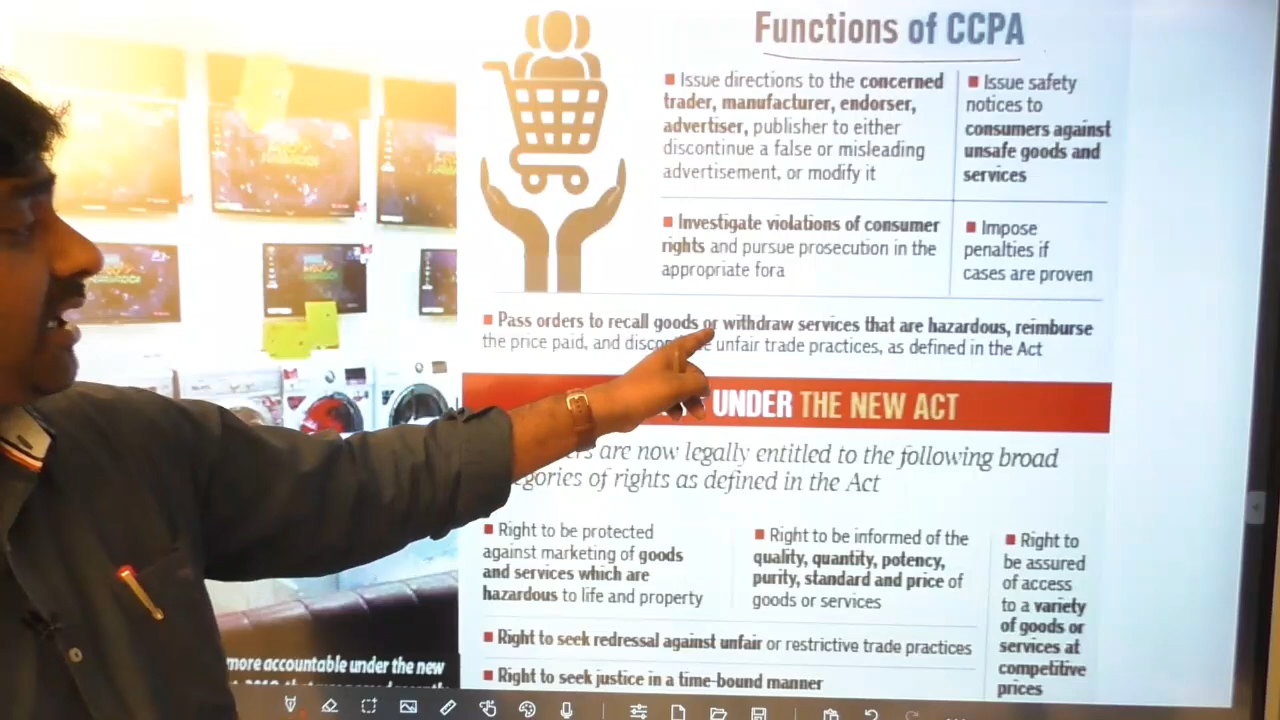 Functions of CCPA
■ Issue directions to the concerned
trader, manufacturer, endorser,
advertiser, publisher to either
discontinue a false or misleading
advertisement, or modify it
■ Issue safety
notices to
consumers against
unsafe goods and
services
■ Investigate violations of consumer
rights and pursue prosecution in the
appropriate fora
■ Impose
penalties if
cases are proven
■ Pass orders to recall goods or withdraw services that are hazardous, reimburse
the price paid, and unfair trade practices, as defined in the Act
UNDER THE NEW ACT
are now legally entitled to the following broad
of rights as defined in the Act
■ Right to be protected
against marketing of goods
and services which are
hazardous to life and property
■ Right to be informed of the
quality, quantity, potency,
purity, standard and price of
goods or services
■ Right to
be assured
of access
to a variety
of goods or
services at
competitive
prices
■ Right to seek redressal against unfair or restrictive trade practices
■ Right to seek justice in a time-bound manner
more accountable under the new